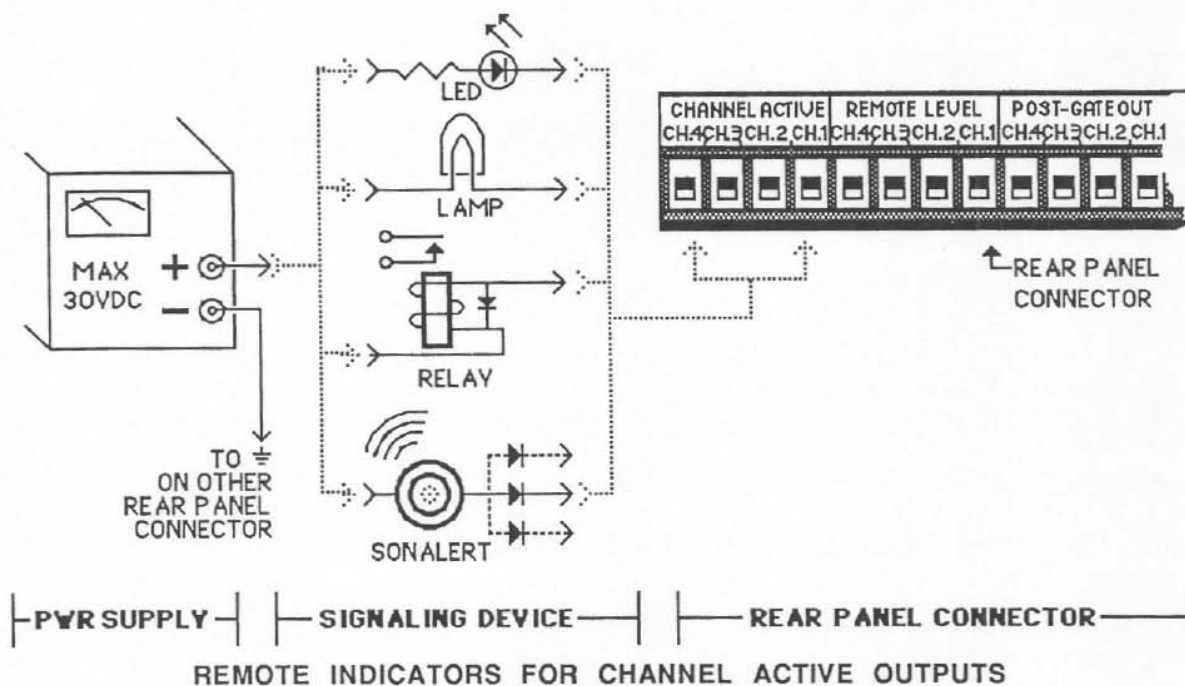 LED
LAMP
RELAY
SONALERT
MAX
30VDC
+
−
TO ⏚
ON OTHER
REAR PANEL
CONNECTOR
CHANNEL ACTIVE REMOTE LEVEL POST-GATE OUT
CH.4 CH.3 CH.2 CH.1 CH.4 CH.3 CH.2 CH.1 CH.4 CH.3 CH.2 CH.1
REAR PANEL
CONNECTOR
PWR SUPPLY SIGNALING DEVICE REAR PANEL CONNECTOR
REMOTE INDICATORS FOR CHANNEL ACTIVE OUTPUTS